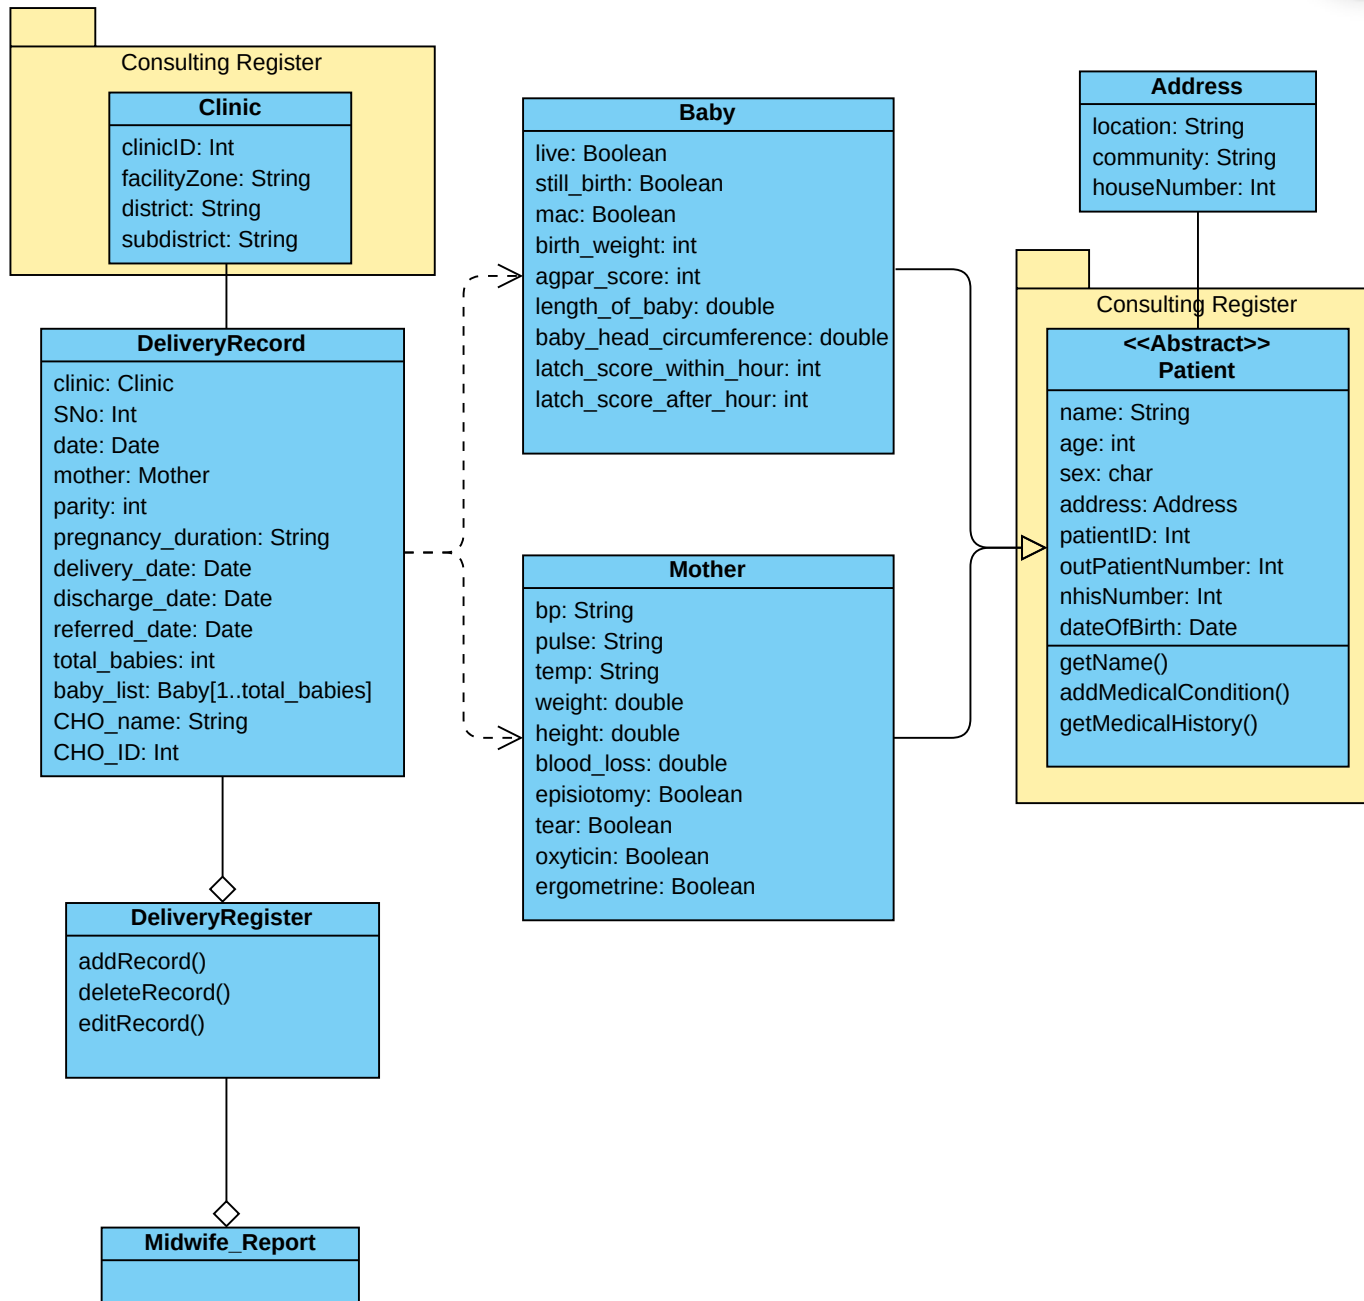 Consulting Register
Clinic
clinicID: Int
facilityZone: String
district: String
subdistrict: String
DeliveryRecord
clinic: Clinic
SNo: Int
date: Date
mother: Mother
parity: int
pregnancy_duration: String
delivery_date: Date
discharge_date: Date
referred_date: Date
total_babies: int
baby_list: Baby[1..total_babies]
CHO_name: String
CHO_ID: Int
DeliveryRegister
addRecord()
deleteRecord()
editRecord()
Midwife_Report
Baby
live: Boolean
still_birth: Boolean
mac: Boolean
birth_weight: int
agpar_score: int
length_of_baby: double
baby_head_circumference: double
latch_score_within_hour: int
latch_score_after_hour: int
Mother
bp: String
pulse: String
temp: String
weight: double
height: double
blood_loss: double
episiotomy: Boolean
tear: Boolean
oxyticin: Boolean
ergometrine: Boolean
Address
location: String
community: String
houseNumber: Int
Consulting Register
<<Abstract>>
Patient
name: String
age: int
sex: char
address: Address
patientID: Int
outPatientNumber: Int
nhisNumber: Int
dateOfBirth: Date
getName()
addMedicalCondition()
getMedicalHistory()